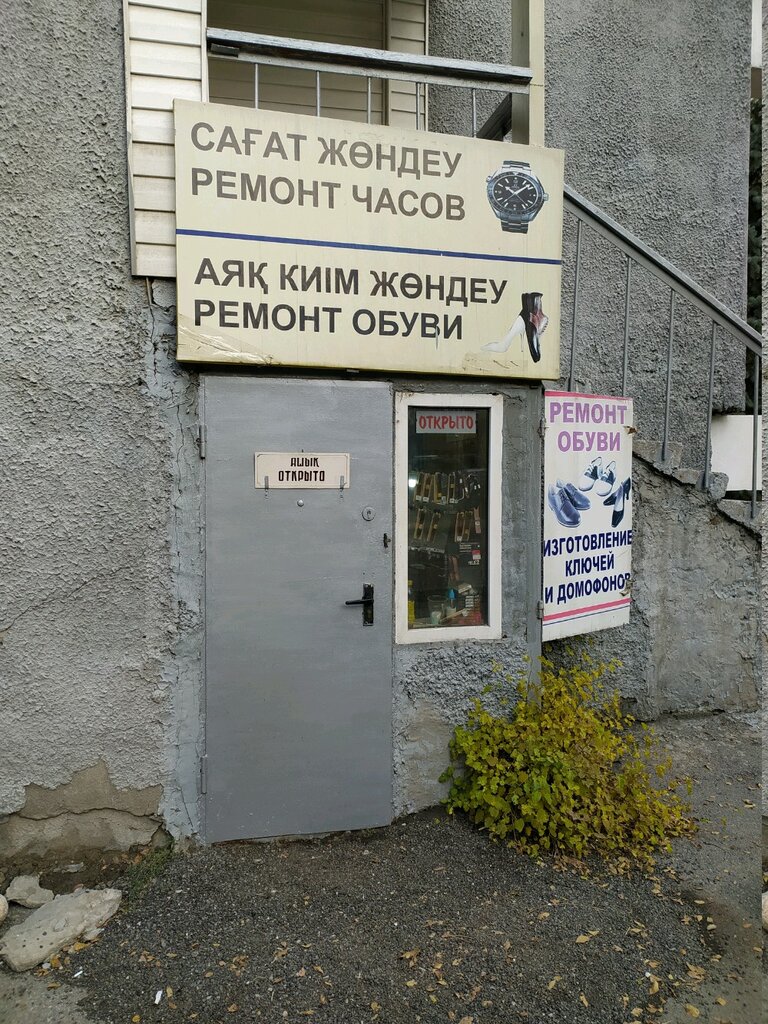 САҒАТ ЖӨНДЕУ
РЕМОНТ ЧАСОВ
АЯҚ КИІМ ЖӨНДЕУ
РЕМОНТ ОБУВИ
АШЫҚ
ОТКРЫТО
ОТКРЫТО
РЕМОНТ
ОБУВИ
ИЗГОТОВЛЕНИЕ
КЛЮЧЕЙ
И ДОМОФОНОВ